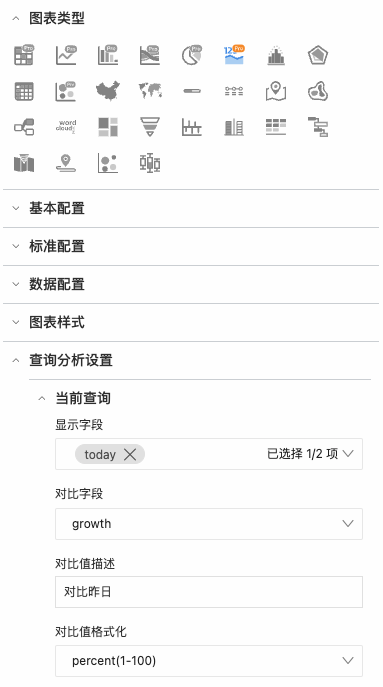 图表类型
Pro Pro Pro Pro Pro 123 Pro
Pro
word
cloud
基本配置
标准配置
数据配置
图表样式
查询分析设置
当前查询
显示字段
today 已选择 1/2 项
对比字段
growth
对比值描述
对比昨日
对比值格式化
percent(1-100)